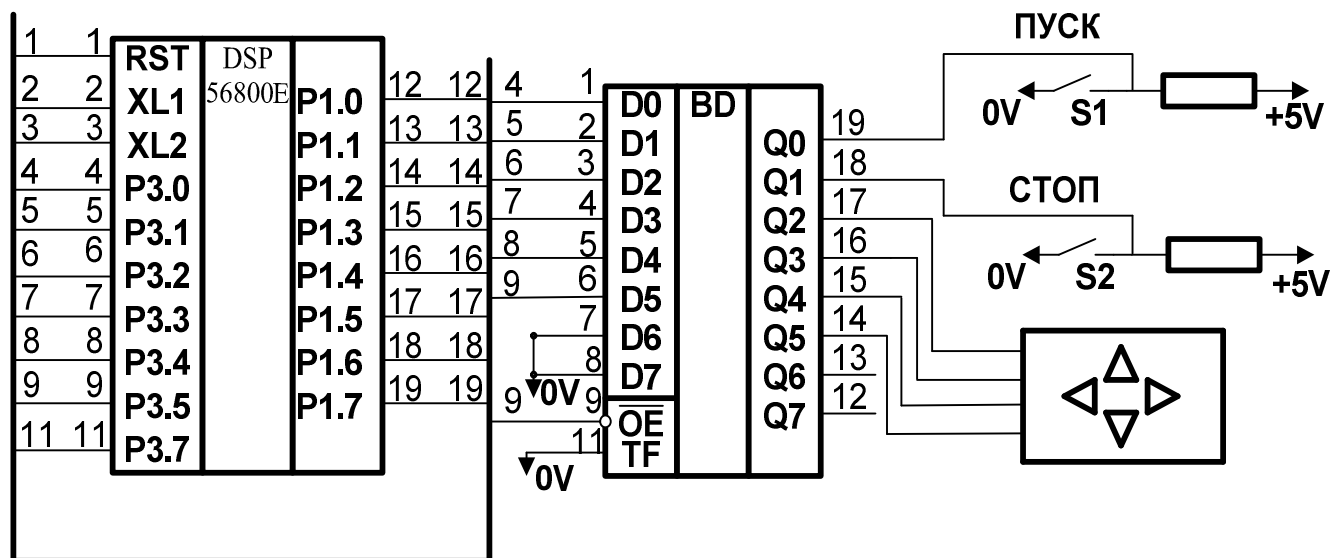 1 1 RST DSP
2 2 XL1 56800E P1.0 12 12
3 3 XL2 P1.1 13 13
4 4 P3.0 P1.2 14 14
5 5 P3.1 P1.3 15 15
6 6 P3.2 P1.4 16 16
7 7 P3.3 P1.5 17 17
8 8 P3.4 P1.6 18 18
9 9 P3.5 P1.7 19 19
11 11 P3.7
4 1 D0 BD
5 2 D1 Q0 19
6 3 D2 Q1 18
7 4 D3 Q2 17
8 5 D4 Q3 16
9 6 D5 Q4 15
7 D6 Q5 14
8 D7 Q6 13
0V
9 9 OE Q7 12
11 TF
0V
ПУСК
0V S1 +5V
СТОП
0V S2 +5V